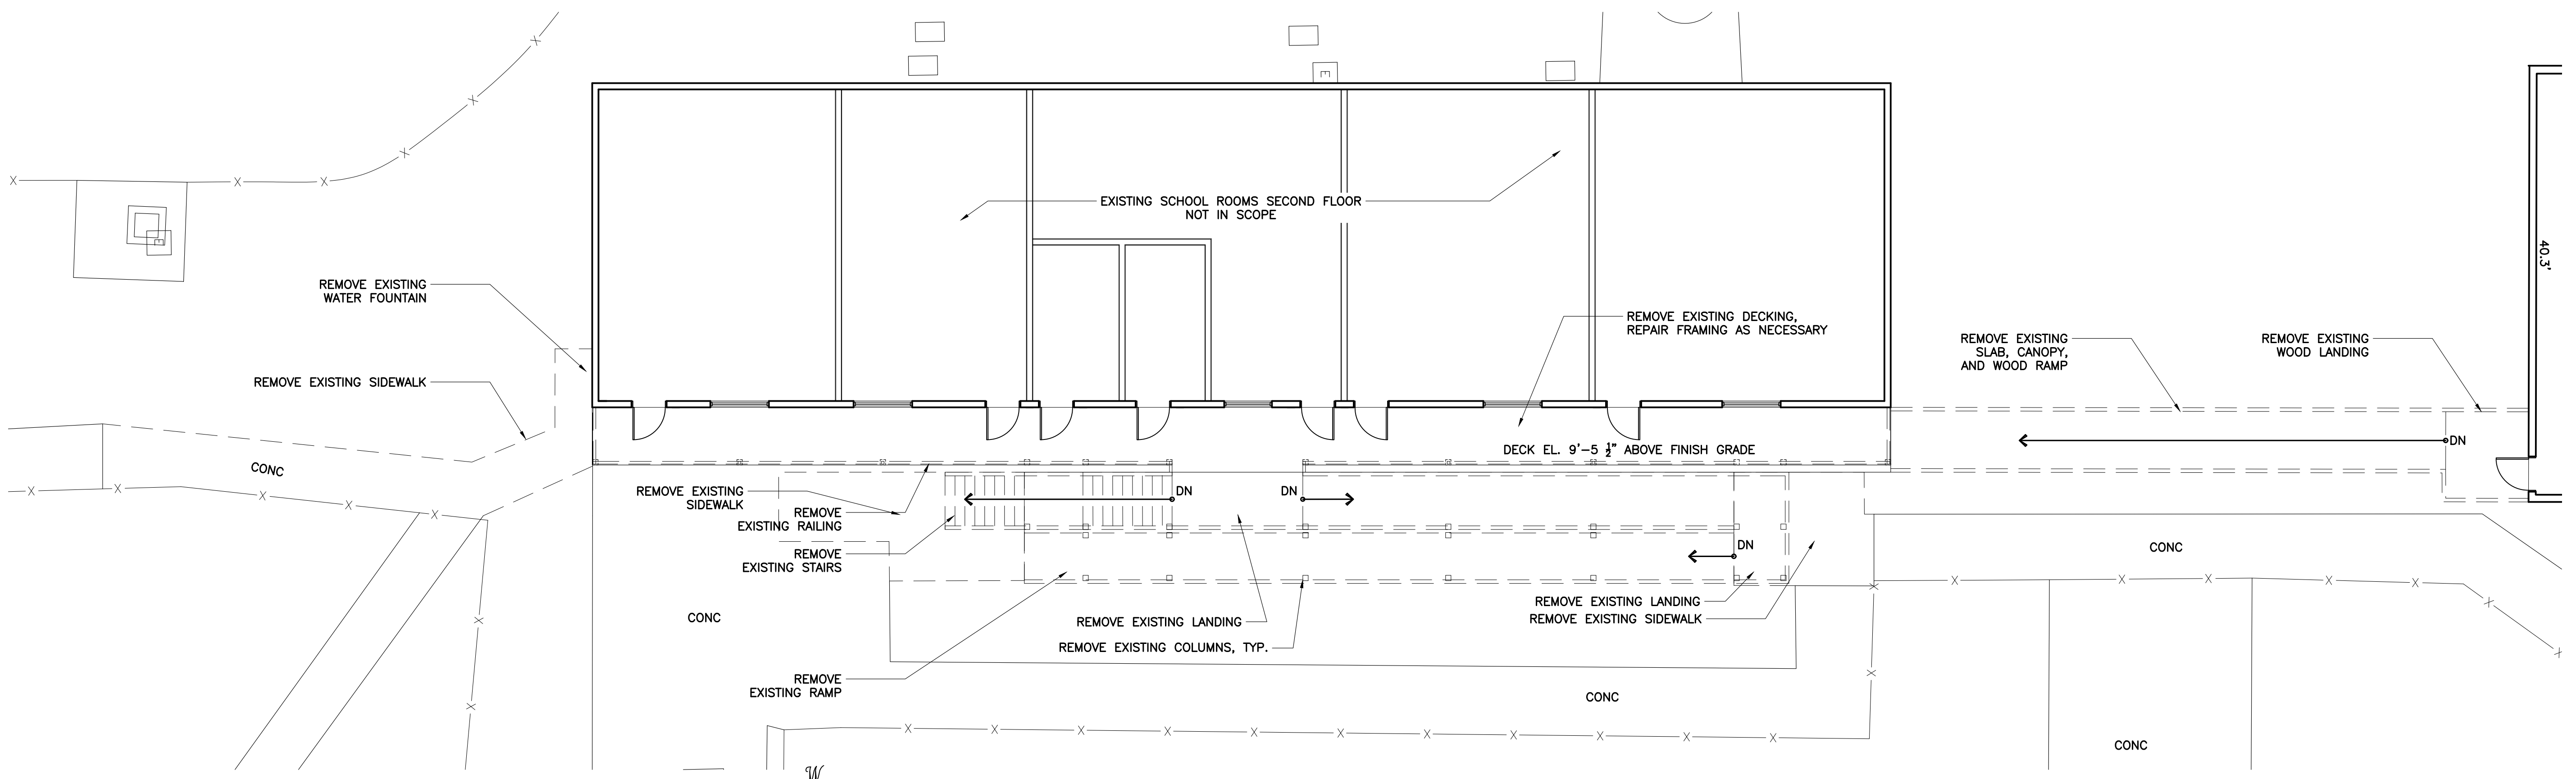 E
EXISTING SCHOOL ROOMS SECOND FLOOR
NOT IN SCOPE
E
40.3'
REMOVE EXISTING
WATER FOUNTAIN
REMOVE EXISTING DECKING,
REPAIR FRAMING AS NECESSARY
REMOVE EXISTING
SLAB, CANOPY,
AND WOOD RAMP
REMOVE EXISTING
WOOD LANDING
REMOVE EXISTING SIDEWALK
DN
DECK EL. 9'-5 1/2" ABOVE FINISH GRADE
CONC
REMOVE EXISTING
SIDEWALK
DN
DN
REMOVE
EXISTING RAILING
REMOVE
EXISTING STAIRS
DN
CONC
REMOVE EXISTING LANDING
REMOVE EXISTING SIDEWALK
CONC
REMOVE EXISTING LANDING
REMOVE EXISTING COLUMNS, TYP.
REMOVE
EXISTING RAMP
CONC
CONC
W